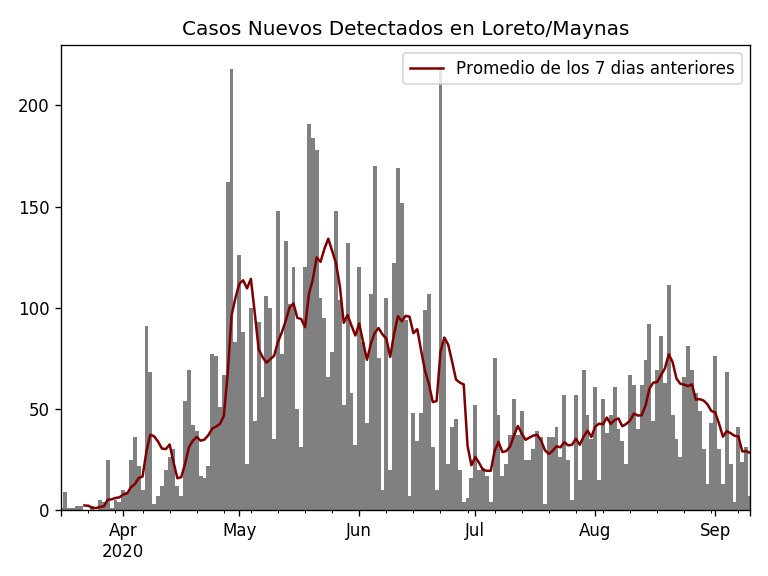 Casos Nuevos Detectados en Loreto/Maynas
Promedio de los 7 dias anteriores
200
150
100
50
0
Apr May Jun Jul Aug Sep
2020